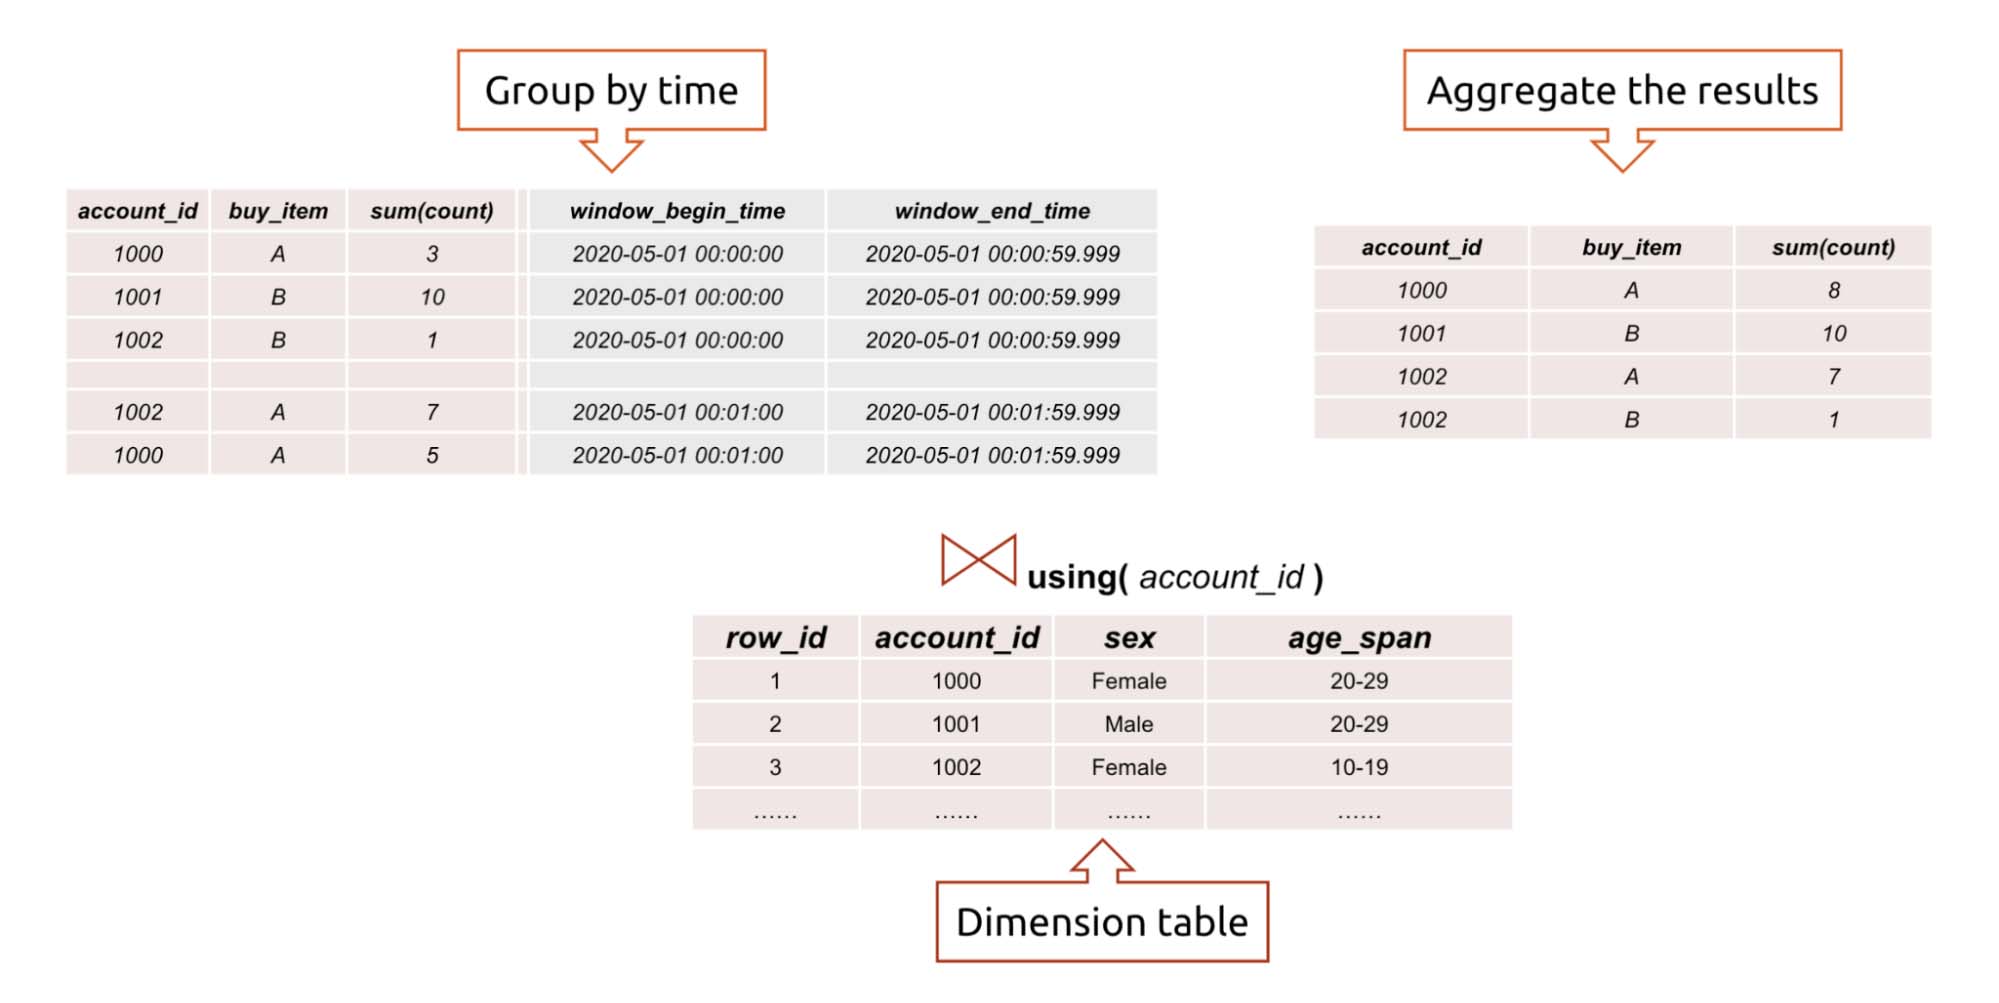 Group by time
Aggregate the results
account_id buy_item sum(count) window_begin_time window_end_time
1000 A 3 2020-05-01 00:00:00 2020-05-01 00:00:59.999
1001 B 10 2020-05-01 00:00:00 2020-05-01 00:00:59.999
1002 B 1 2020-05-01 00:00:00 2020-05-01 00:00:59.999
1002 A 7 2020-05-01 00:01:00 2020-05-01 00:01:59.999
1000 A 5 2020-05-01 00:01:00 2020-05-01 00:01:59.999
account_id buy_item sum(count)
1000 A 8
1001 B 10
1002 A 7
1002 B 1
using( account_id )
row_id account_id sex age_span
1 1000 Female 20-29
2 1001 Male 20-29
3 1002 Female 10-19
...... ...... ...... ......
Dimension table